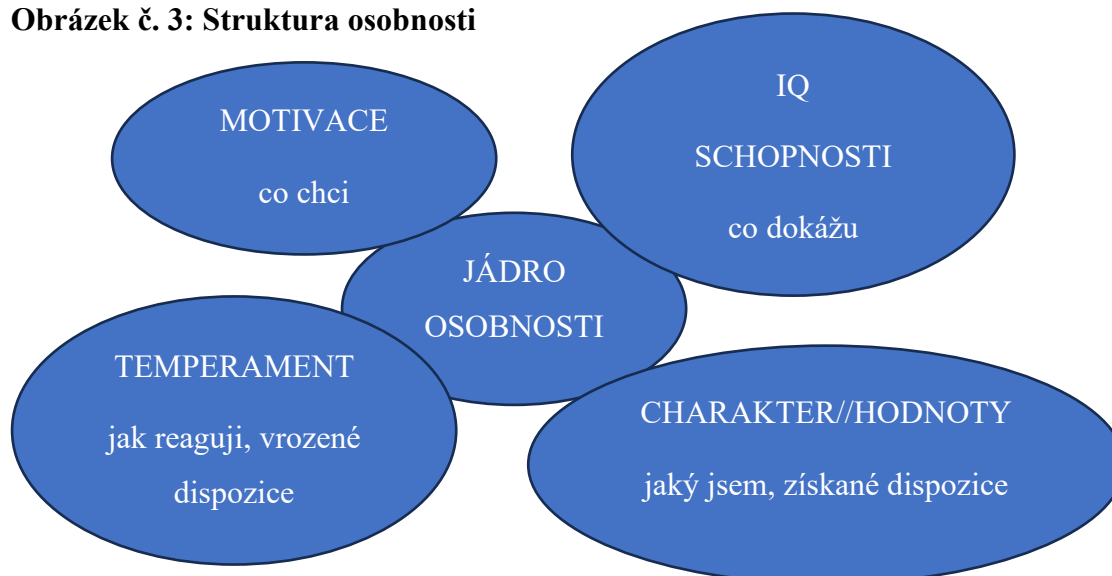 Obrázek č. 3: Struktura osobnosti
MOTIVACE
co chci
IQ
SCHOPNOSTI
co dokážu
JÁDRO
OSOBNOSTI
TEMPERAMENT
jak reaguji, vrozené
dispozice
CHARAKTER//HODNOTY
jaký jsem, získané dispozice